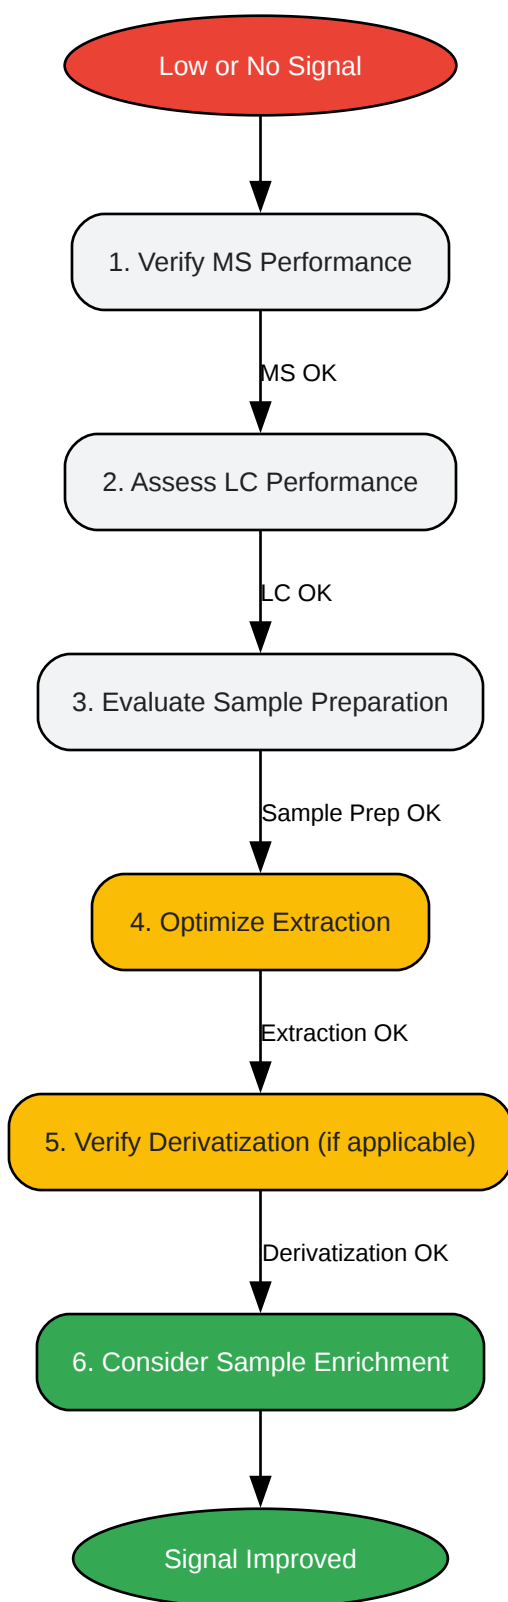 Low or No Signal
1. Verify MS Performance
MS OK
2. Assess LC Performance
LC OK
3. Evaluate Sample Preparation
Sample Prep OK
4. Optimize Extraction
Extraction OK
5. Verify Derivatization (if applicable)
Derivatization OK
6. Consider Sample Enrichment
Signal Improved